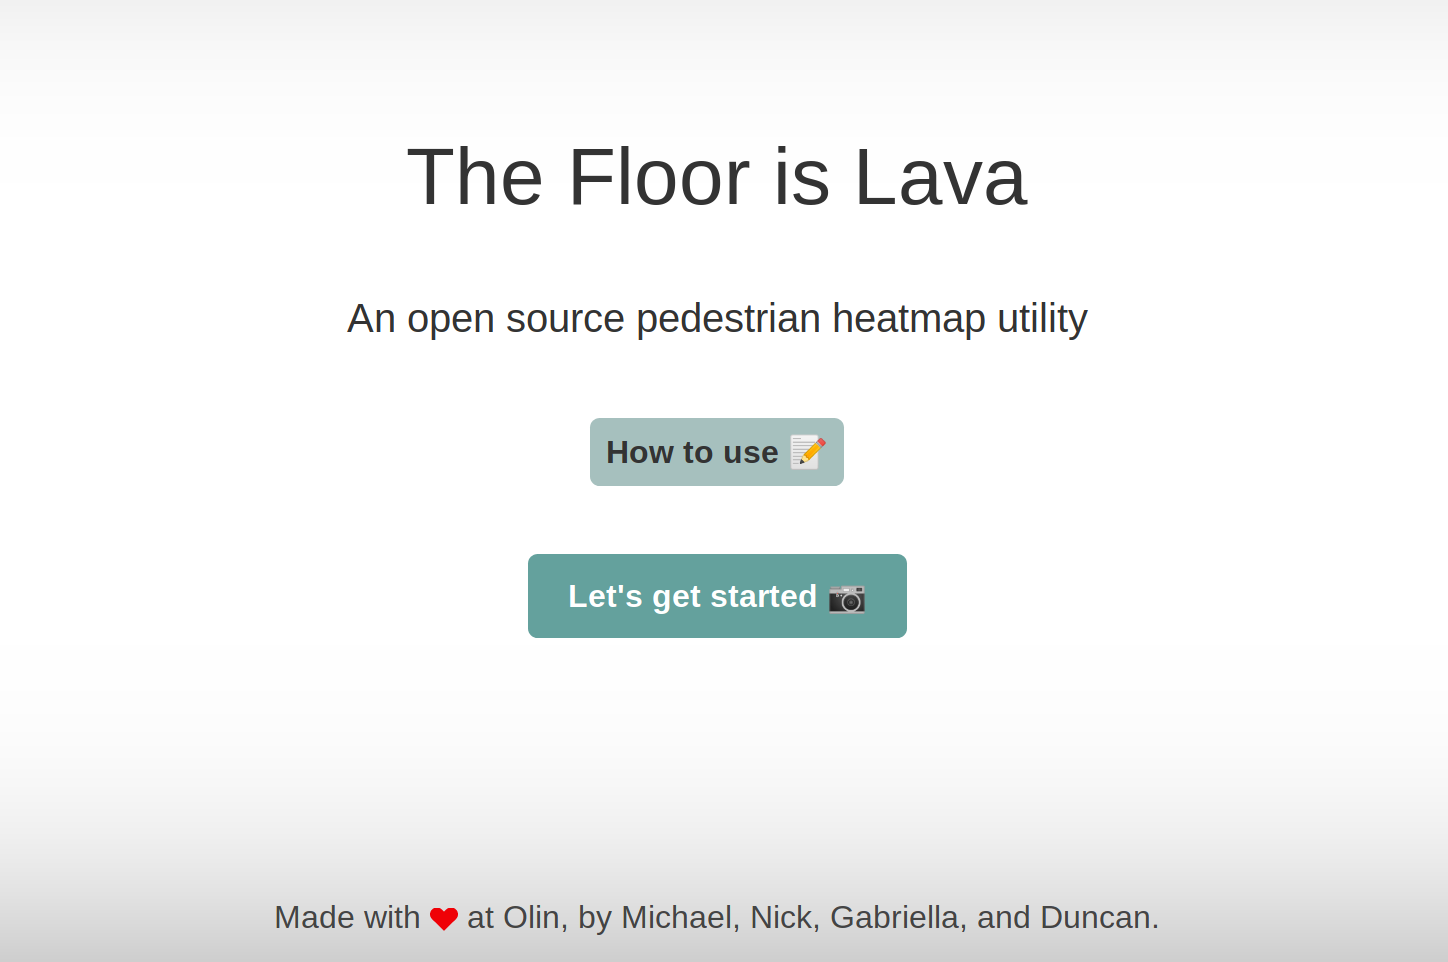 The Floor is Lava
An open source pedestrian heatmap utility
How to use 📝
Let's get started 📷
Made with ❤ at Olin, by Michael, Nick, Gabriella, and Duncan.